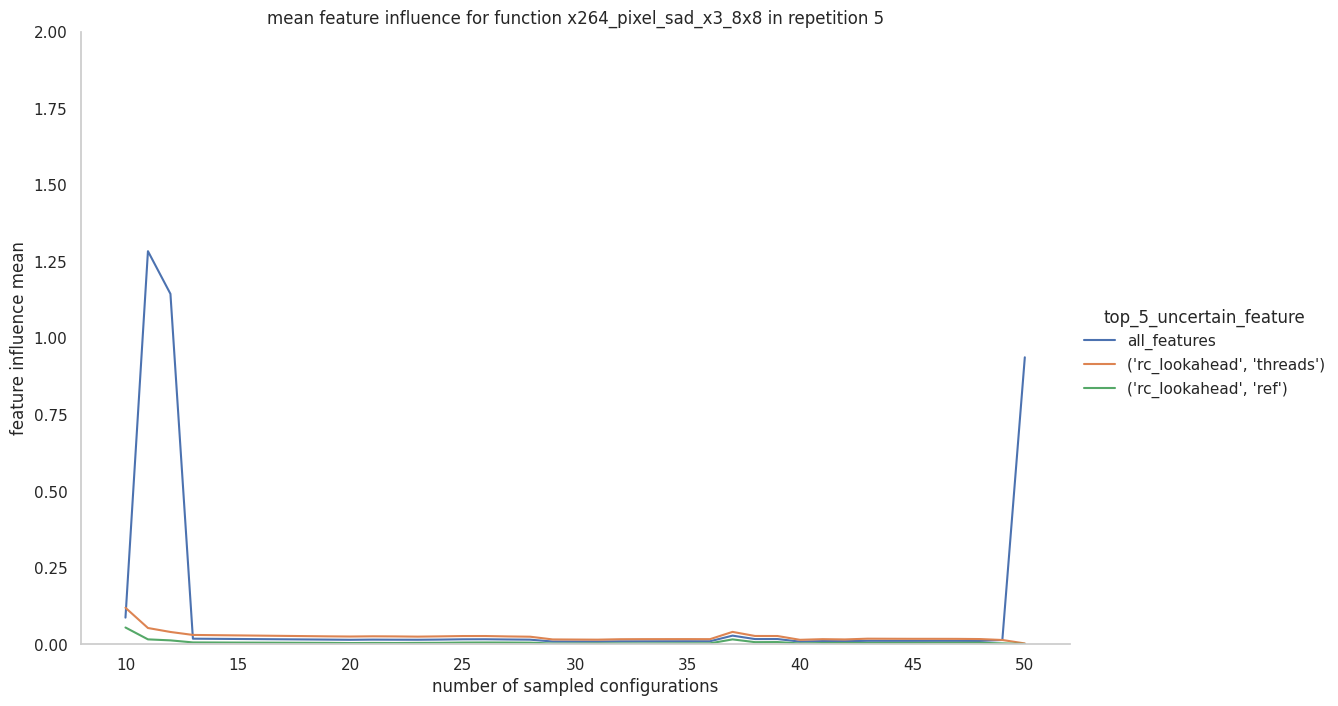 mean feature influence for function x264_pixel_sad_x3_8x8 in repetition 5
2.00
1.75
1.50
1.25
1.00
0.75
0.50
0.25
0.00
feature influence mean
10 15 20 25 30 35 40 45 50
number of sampled configurations
top_5_uncertain_feature
all_features
('rc_lookahead', 'threads')
('rc_lookahead', 'ref')